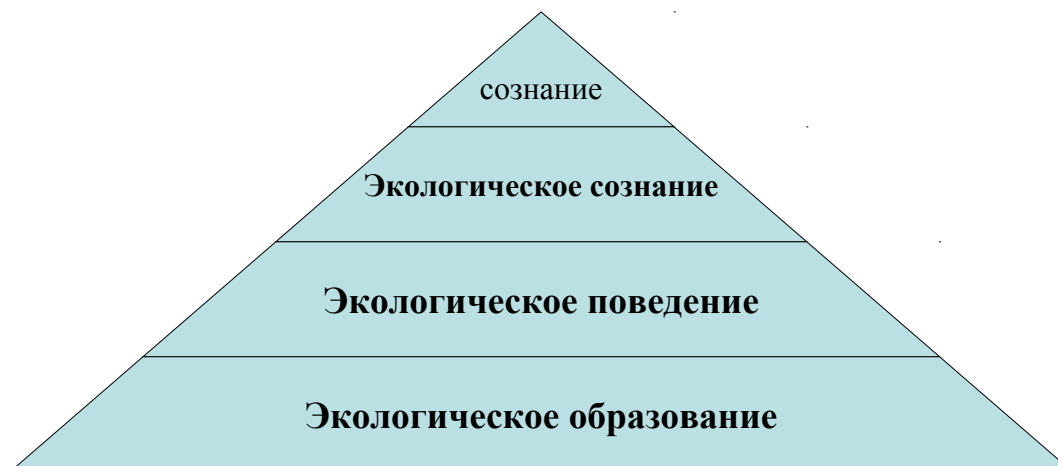 сознание
Экологическое сознание
Экологическое поведение
Экологическое образование